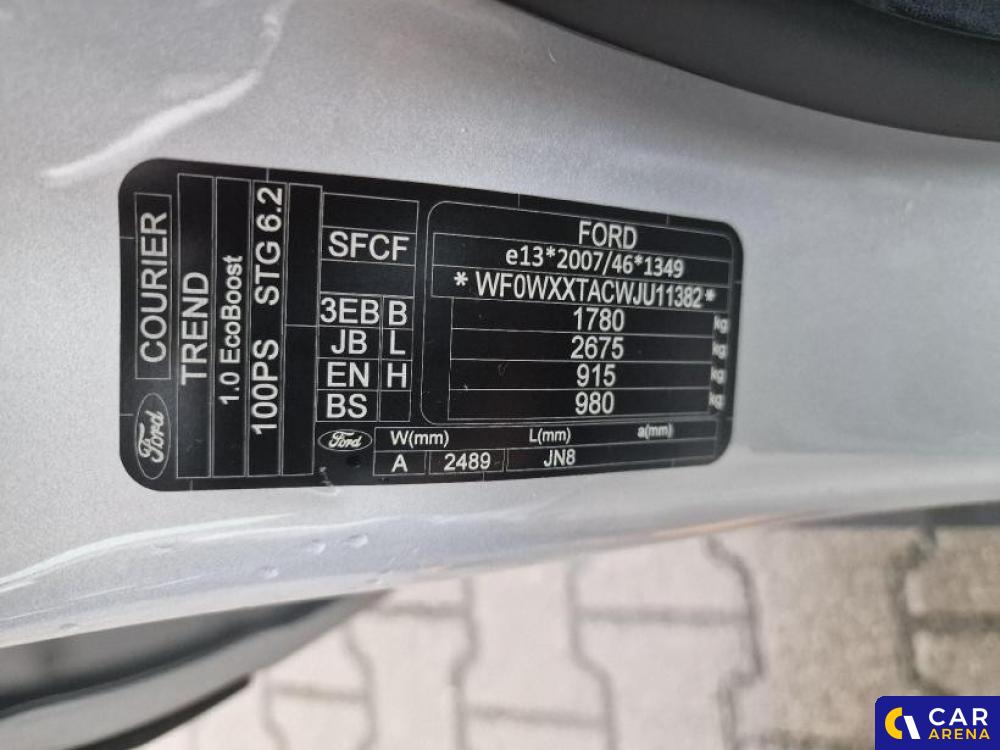 Ford
COURIER
TREND
1.0 EcoBoost
100PS STG 6.2
SFCF
3EB B
JB L
EN H
BS
FORD
e13*2007/46*1349
*WF0WXXTACWJU11382*
1780 kg
2675 kg
915 kg
980 kg
Ford W(mm) L(mm) a(mm)
A 2489 JN8
CAR
ARENA